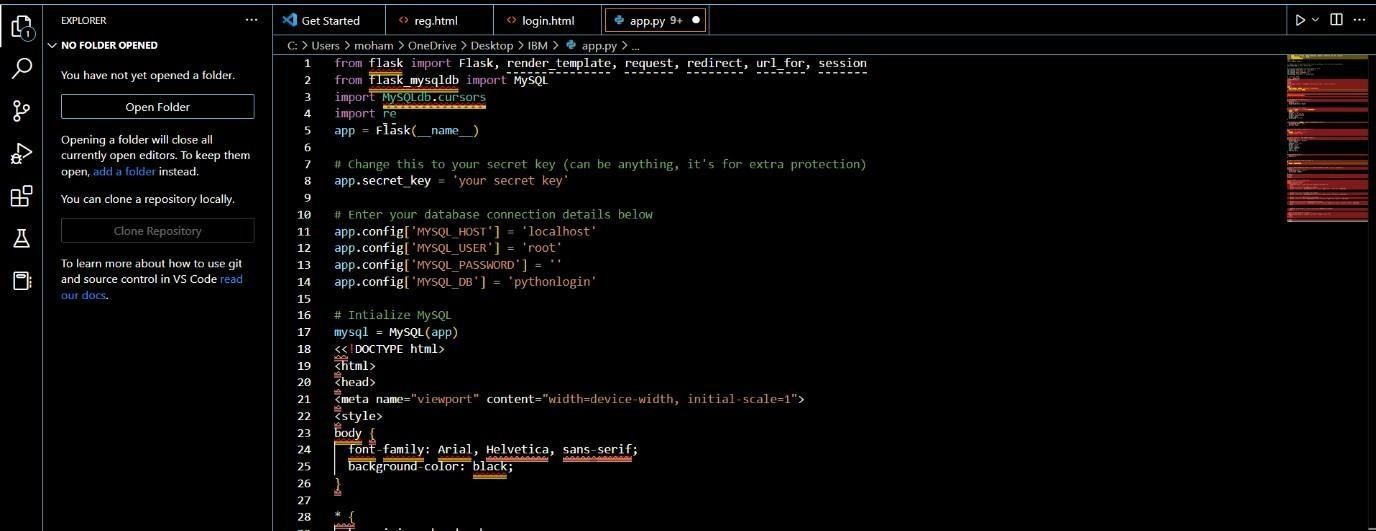 EXPLORER
NO FOLDER OPENED
You have not yet opened a folder.
Open Folder
Opening a folder will close all
currently open editors. To keep them
open, add a folder instead.
You can clone a repository locally.
Clone Repository
To learn more about how to use git
and source control in VS Code read
our docs.
1
Get Started
<> reg.html
<> login.html
app.py 9+
C: > Users > moham > OneDrive > Desktop > IBM > app.py > ...
1 from flask import Flask, render_template, request, redirect, url_for, session
2 from flask_mysqldb import MySQL
3 import MySQLdb.cursors
4 import re
5 app = Flask(__name__)
6
7 # Change this to your secret key (can be anything, it's for extra protection)
8 app.secret_key = 'your secret key'
9
10 # Enter your database connection details below
11 app.config['MYSQL_HOST'] = 'localhost'
12 app.config['MYSQL_USER'] = 'root'
13 app.config['MYSQL_PASSWORD'] = ''
14 app.config['MYSQL_DB'] = 'pythonlogin'
15
16 # Intialize MySQL
17 mysql = MySQL(app)
18 <<!DOCTYPE html>
19 <html>
20 <head>
21 <meta name="viewport" content="width=device-width, initial-scale=1">
22 <style>
23 body {
24 font-family: Arial, Helvetica, sans-serif;
25 background-color: black;
26 }
27
28 * {